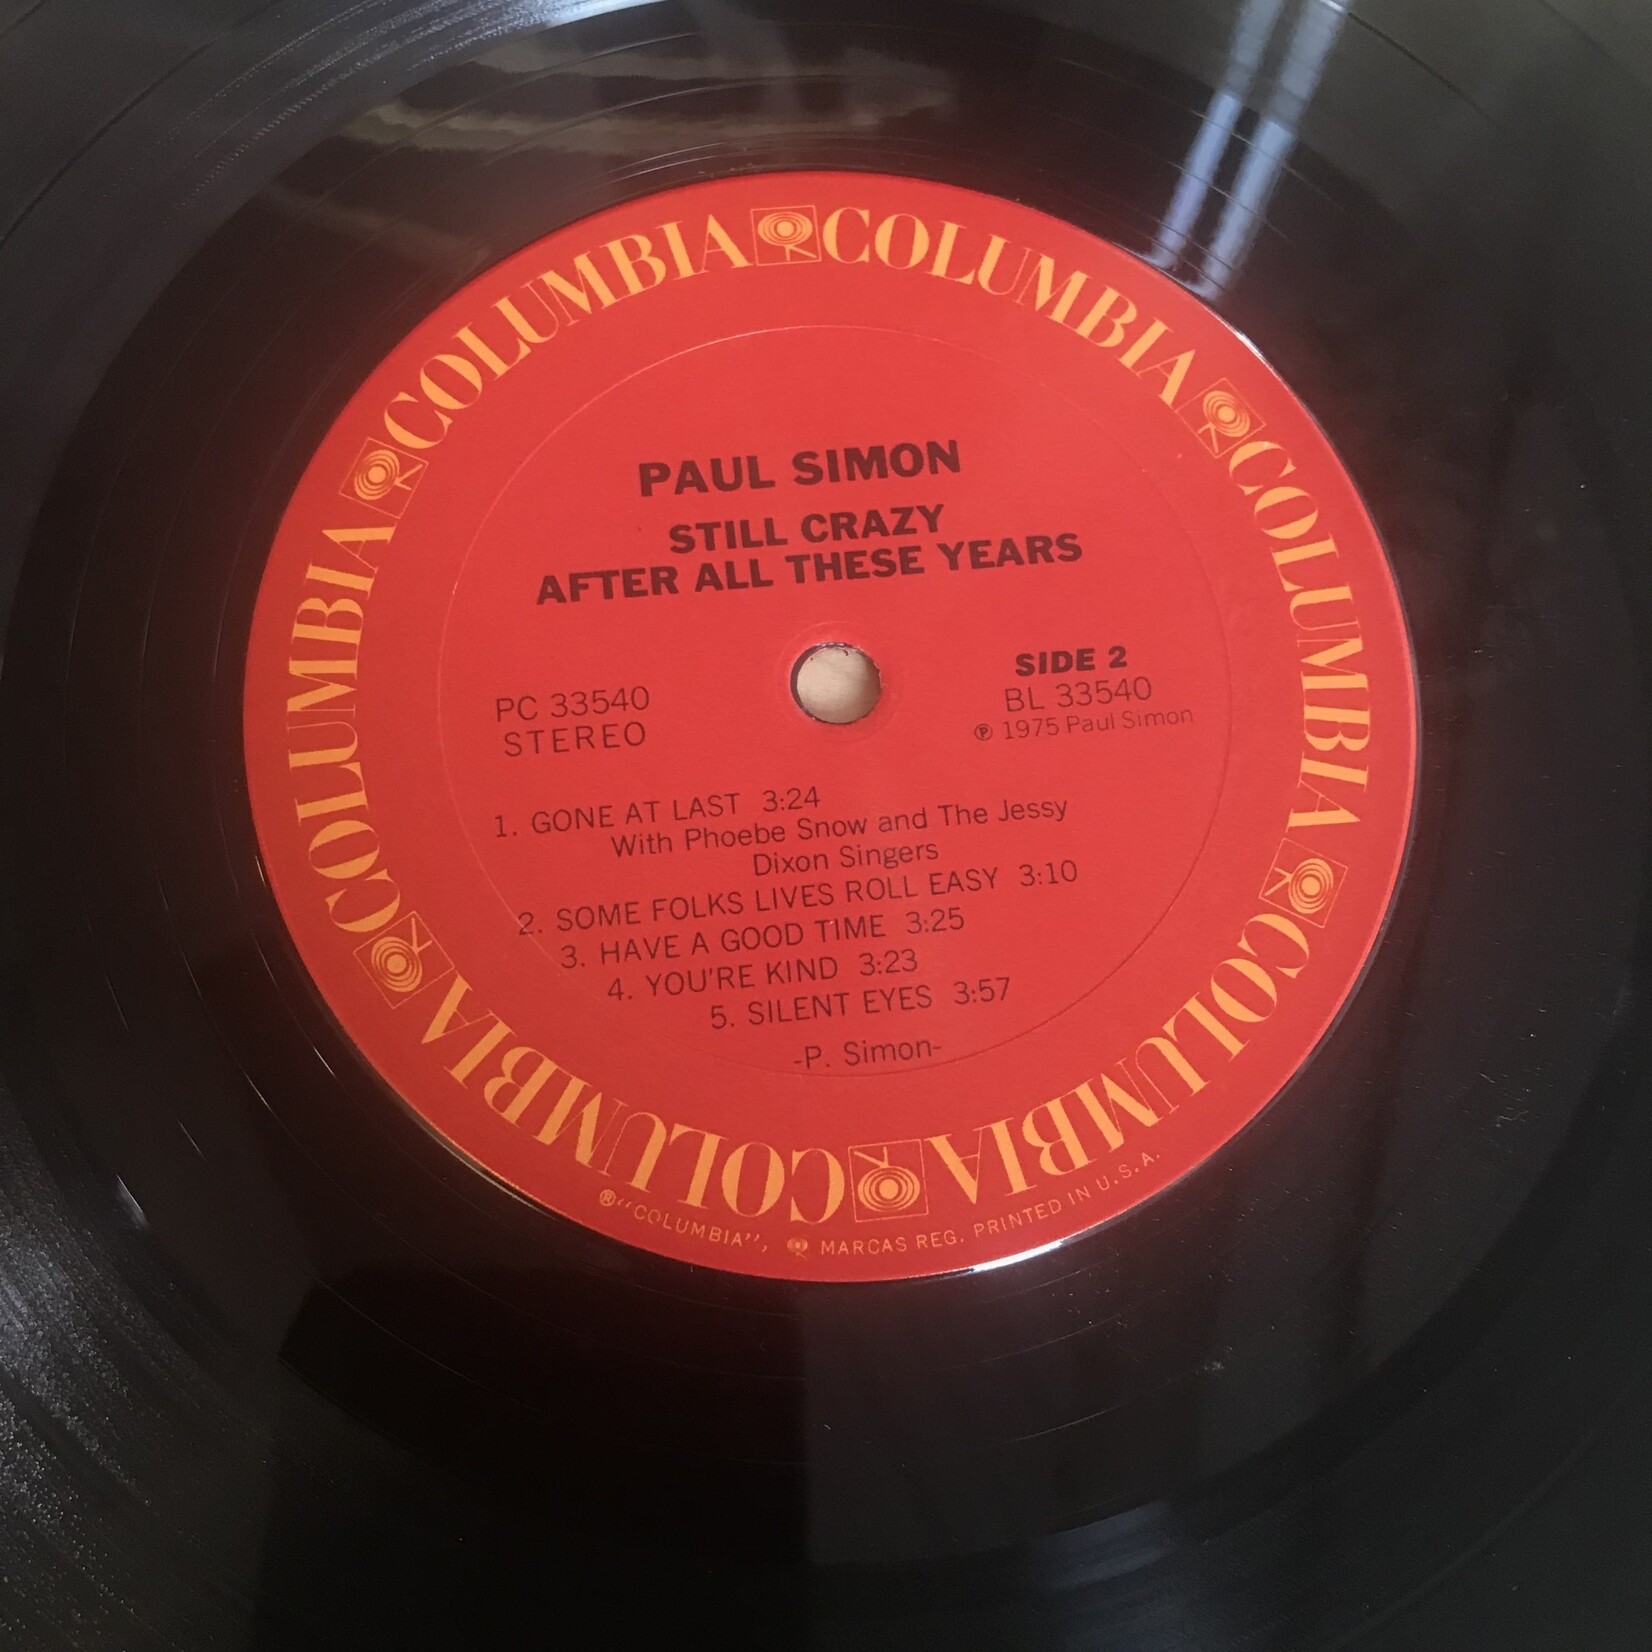 COLUMBIA COLUMBIA COLUMBIA COLUMBIA COLUMBIA COLUMBIA COLUMBIA
PAUL SIMON
STILL CRAZY
AFTER ALL THESE YEARS
SIDE 2
PC 33540
BL 33540
STEREO
℗ 1975 Paul Simon
1. GONE AT LAST 3:24
With Phoebe Snow and The Jessy
Dixon Singers
2. SOME FOLKS LIVES ROLL EASY 3:10
3. HAVE A GOOD TIME 3:25
4. YOU'RE KIND 3:23
5. SILENT EYES 3:57
-P. Simon-
®"COLUMBIA", MARCAS REG. PRINTED IN U.S.A.